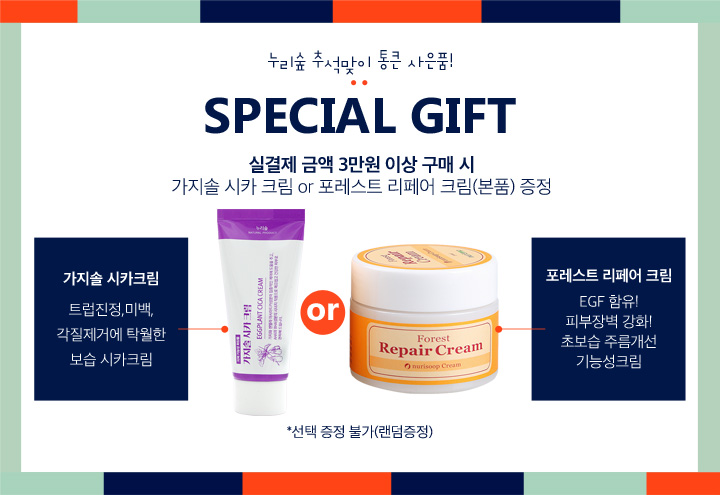 누리숲 추석맞이 통큰 사은품!
SPECIAL GIFT
실결제 금액 3만원 이상 구매 시
가지솔 시카 크림 or 포레스트 리페어 크림(본품) 증정
가지솔 시카크림
트럽진정,미백,
각질제거에 탁월한
보습 시카크림
누리숲
가지솔 시카 크림
EGGPLANT CICA CREAM
or
Forest
Repair
Cream
Forest
Repair Cream
nurisoop Cream
포레스트 리페어 크림
EGF 함유!
피부장벽 강화!
초보습 주름개선
기능성크림
*선택 증정 불가(랜덤증정)